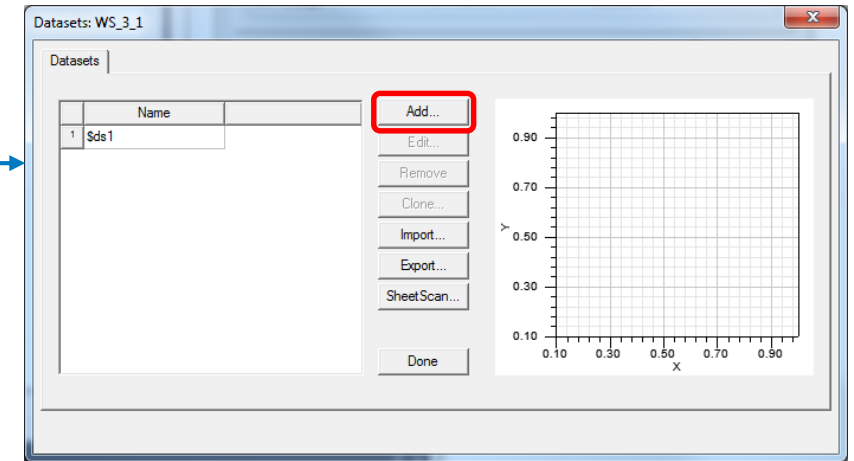 Datasets: WS_3_1
Datasets
Name
1 $ds1
Add...
Edit...
Remove
Clone...
Import...
Export...
SheetScan...
Done
0.90
0.70
0.50
0.30
0.10
Y
0.10 0.30 0.50 0.70 0.90
X